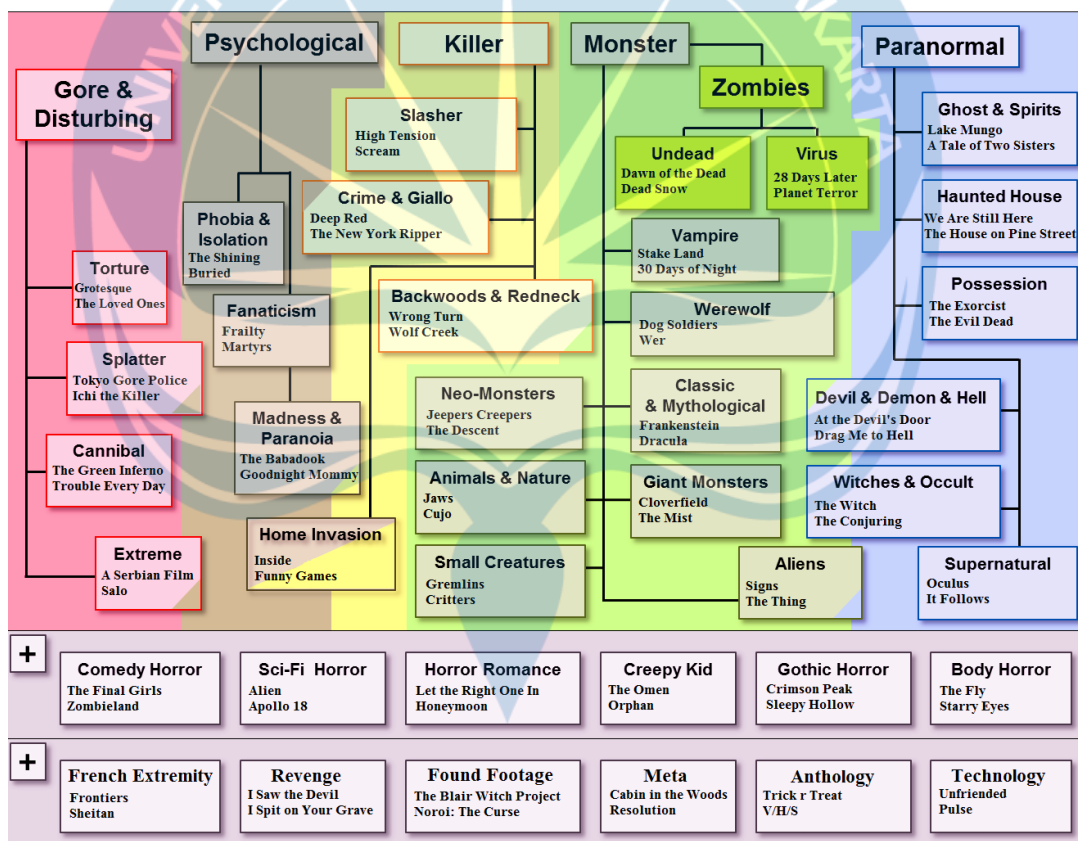 Gore &
Disturbing
Torture
Grotesque
The Loved Ones
Splatter
Tokyo Gore Police
Ichi the Killer
Cannibal
The Green Inferno
Trouble Every Day
Extreme
A Serbian Film
Salo
Psychological
Phobia &
Isolation
The Shining
Buried
Fanaticism
Frailty
Martyrs
Madness &
Paranoia
The Babadook
Goodnight Mommy
Killer
Slasher
High Tension
Scream
Crime & Giallo
Deep Red
The New York Ripper
Backwoods & Redneck
Wrong Turn
Wolf Creek
Home Invasion
Inside
Funny Games
Monster
Zombies
Undead
Dawn of the Dead
Dead Snow
Virus
28 Days Later
Planet Terror
Vampire
Stake Land
30 Days of Night
Werewolf
Dog Soldiers
Wer
Neo-Monsters
Jeepers Creepers
The Descent
Classic
& Mythological
Frankenstein
Dracula
Animals & Nature
Jaws
Cujo
Giant Monsters
Cloverfield
The Mist
Small Creatures
Gremlins
Critters
Aliens
Signs
The Thing
Paranormal
Ghost & Spirits
Lake Mungo
A Tale of Two Sisters
Haunted House
We Are Still Here
The House on Pine Street
Possession
The Exorcist
The Evil Dead
Devil & Demon & Hell
At the Devil's Door
Drag Me to Hell
Witches & Occult
The Witch
The Conjuring
Supernatural
Oculus
It Follows
+
Comedy Horror
The Final Girls
Zombieland
Sci-Fi Horror
Alien
Apollo 18
Horror Romance
Let the Right One In
Honeymoon
Creepy Kid
The Omen
Orphan
Gothic Horror
Crimson Peak
Sleepy Hollow
Body Horror
The Fly
Starry Eyes
+
French Extremity
Frontiers
Sheitan
Revenge
I Saw the Devil
I Spit on Your Grave
Found Footage
The Blair Witch Project
Noroi: The Curse
Meta
Cabin in the Woods
Resolution
Anthology
Trick r Treat
V/H/S
Technology
Unfriended
Pulse